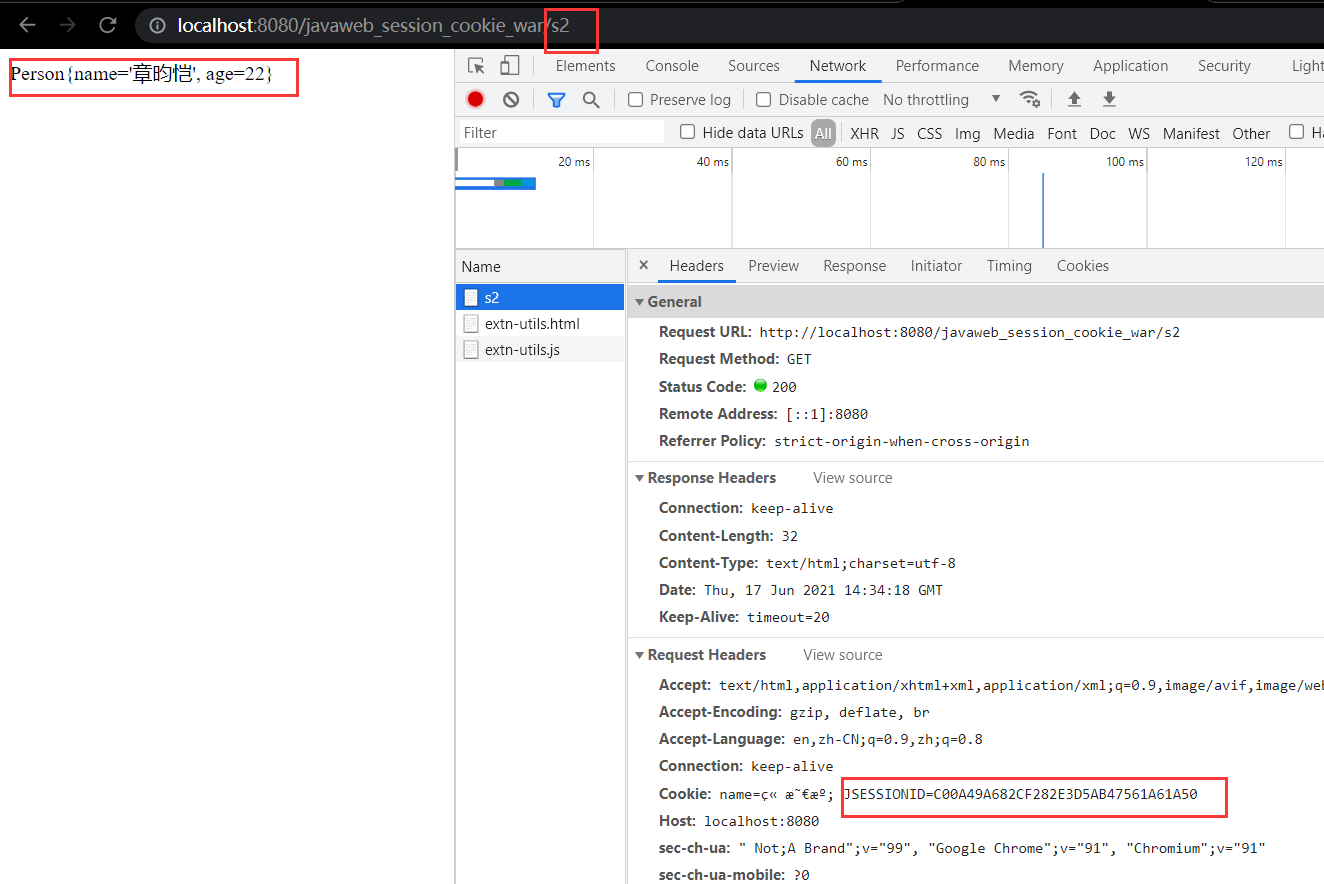 localhost:8080/javaweb_session_cookie_war/s2
Person{name='章昀恺', age=22}
Elements Console Sources Network Performance Memory Application Security Light
Preserve log Disable cache No throttling
Filter Hide data URLs All XHR JS CSS Img Media Font Doc WS Manifest Other Ha
20 ms 40 ms 60 ms 80 ms 100 ms 120 ms
Name
s2
extn-utils.html
extn-utils.js
× Headers Preview Response Initiator Timing Cookies
General
Request URL: http://localhost:8080/javaweb_session_cookie_war/s2
Request Method: GET
Status Code: 200
Remote Address: [::1]:8080
Referrer Policy: strict-origin-when-cross-origin
Response Headers View source
Connection: keep-alive
Content-Length: 32
Content-Type: text/html;charset=utf-8
Date: Thu, 17 Jun 2021 14:34:18 GMT
Keep-Alive: timeout=20
Request Headers View source
Accept: text/html,application/xhtml+xml,application/xml;q=0.9,image/avif,image/web
Accept-Encoding: gzip, deflate, br
Accept-Language: en,zh-CN;q=0.9,zh;q=0.8
Connection: keep-alive
Cookie: name=ç« æ˜€æº; JSESSIONID=C00A49A682CF282E3D5AB47561A61A50
Host: localhost:8080
sec-ch-ua: " Not;A Brand";v="99", "Google Chrome";v="91", "Chromium";v="91"
sec-ch-ua-mobile: ?0